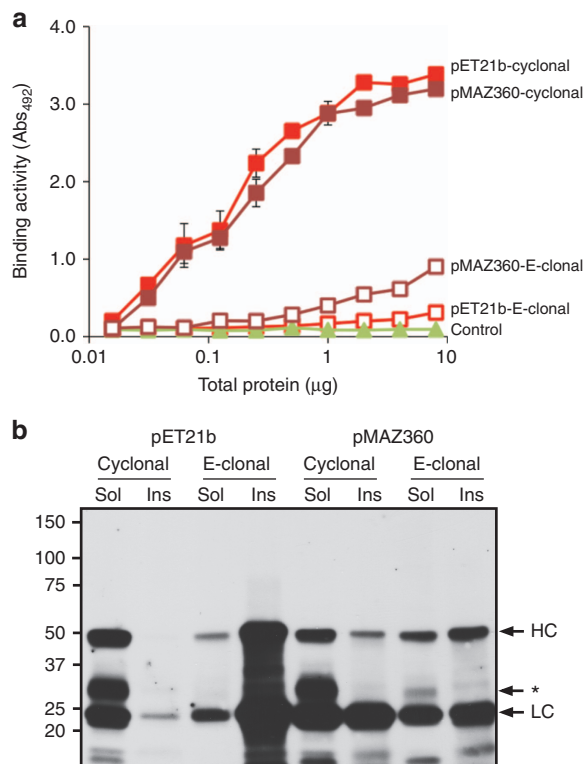 a
Binding activity (Abs492)
4.0
3.0
2.0
1.0
0.0
0.01 0.1 1 10
Total protein (μg)
pET21b-cyclonal
pMAZ360-cyclonal
pMAZ360-E-clonal
pET21b-E-clonal
Control
b
pET21b pMAZ360
Cyclonal E-clonal Cyclonal E-clonal
Sol Ins Sol Ins Sol Ins Sol Ins
150
100
75
50
37
25
20
HC
*
LC